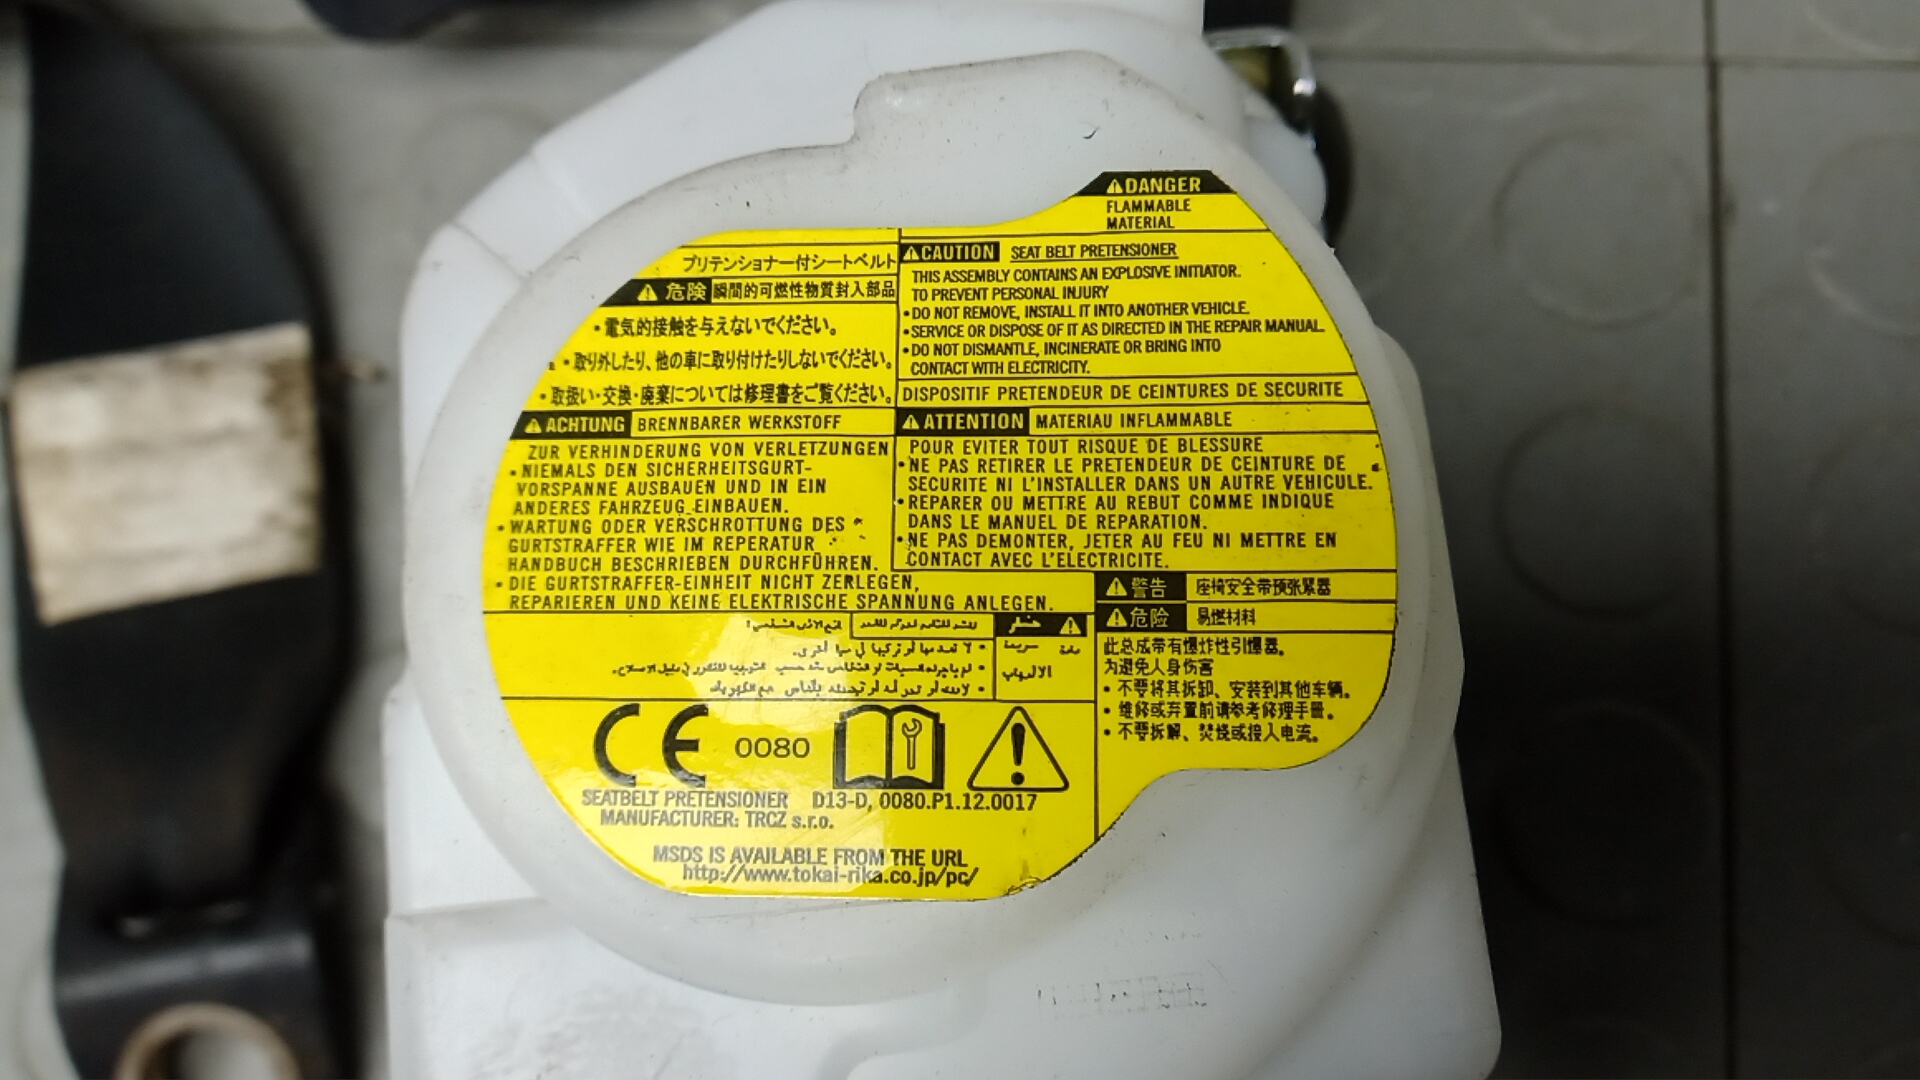 ⚠DANGER
FLAMMABLE
MATERIAL
プリテンショナー付シートベルト
⚠ 危険 瞬間的可燃性物質封入部品
・電気的接触を与えないでください。
・取り外したり、他の車に取り付けたりしないでください。
・取扱い・交換・廃棄については修理書をご覧ください。
⚠CAUTION SEAT BELT PRETENSIONER
THIS ASSEMBLY CONTAINS AN EXPLOSIVE INITIATOR.
TO PREVENT PERSONAL INJURY
•DO NOT REMOVE, INSTALL IT INTO ANOTHER VEHICLE.
•SERVICE OR DISPOSE OF IT AS DIRECTED IN THE REPAIR MANUAL.
•DO NOT DISMANTLE, INCINERATE OR BRING INTO
CONTACT WITH ELECTRICITY.
DISPOSITIF PRETENDEUR DE CEINTURES DE SECURITE
⚠ACHTUNG BRENNBARER WERKSTOFF
ZUR VERHINDERUNG VON VERLETZUNGEN
•NIEMALS DEN SICHERHEITSGURT-
VORSPANNE AUSBAUEN UND IN EIN
ANDERES FAHRZEUG EINBAUEN.
•WARTUNG ODER VERSCHROTTUNG DES
GURTSTRAFFER WIE IM REPERATUR
HANDBUCH BESCHRIEBEN DURCHFÜHREN.
•DIE GURTSTRAFFER-EINHEIT NICHT ZERLEGEN,
REPARIEREN UND KEINE ELEKTRISCHE SPANNUNG ANLEGEN.
⚠ATTENTION MATERIAU INFLAMMABLE
POUR EVITER TOUT RISQUE DE BLESSURE
•NE PAS RETIRER LE PRETENDEUR DE CEINTURE DE
SECURITE NI L'INSTALLER DANS UN AUTRE VEHICULE.
•REPARER OU METTRE AU REBUT COMME INDIQUE
DANS LE MANUEL DE REPARATION.
•NE PAS DEMONTER, JETER AU FEU NI METTRE EN
CONTACT AVEC L'ELECTRICITE.
⚠警告 座椅安全带预张紧器
⚠危险 易燃材料
此总成带有爆炸性引爆器。
为避免人身伤害
• 不要将其拆卸、安装到其他车辆。
• 维修或弃置前请参考修理手册。
• 不要拆解、焚烧或接入电流。
⚠ خطر
مادة سريعة
الالتهاب
CE 0080
SEATBELT PRETENSIONER D13-D, 0080.P1.12.0017
MANUFACTURER: TRCZ s.r.o.
MSDS IS AVAILABLE FROM THE URL
http://www.tokai-rika.co.jp/pc/